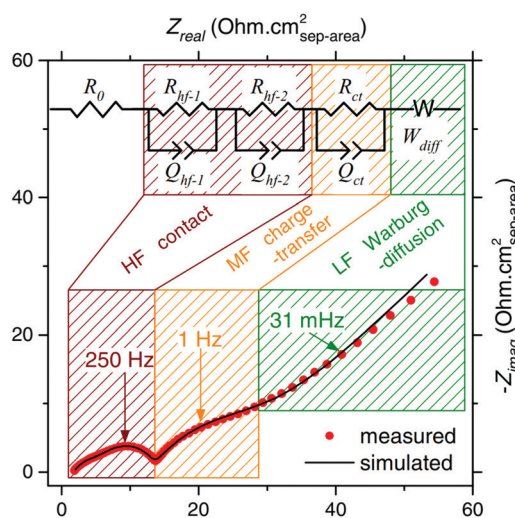 Z_real (Ohm.cm²_sep-area)
60
R_0 R_hf-1 R_hf-2 R_ct W
Q_hf-1 Q_hf-2 Q_ct W_diff
40
HF contact
MF charge
-transfer
LF Warburg
-diffusion
20
250 Hz
1 Hz
31 mHz
measured
simulated
0
0 20 40 60
-Z_imag (Ohm.cm²_sep-area)